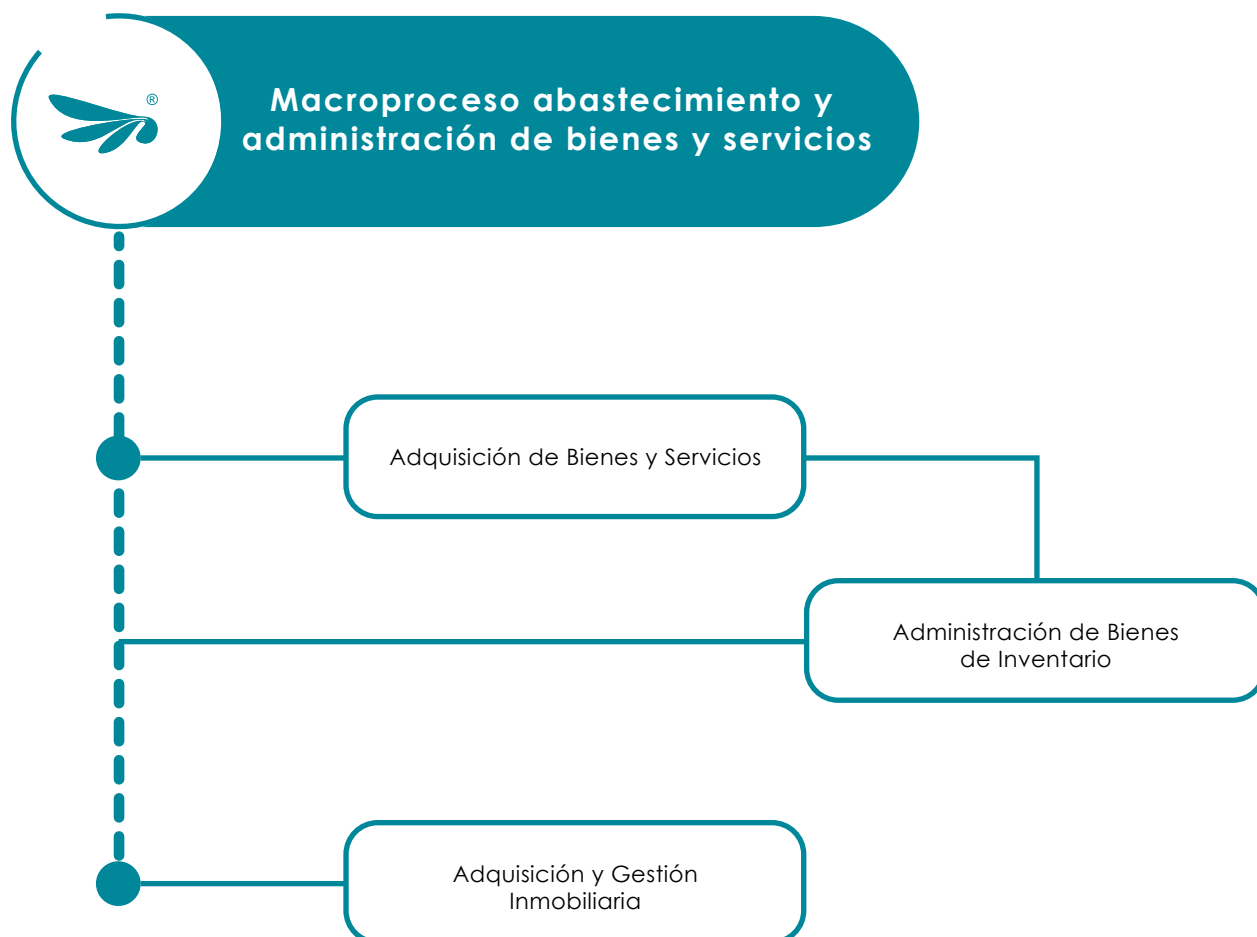 ®
Macroproceso abastecimiento y
administración de bienes y servicios
Adquisición de Bienes y Servicios
Administración de Bienes
de Inventario
Adquisición y Gestión
Inmobiliaria